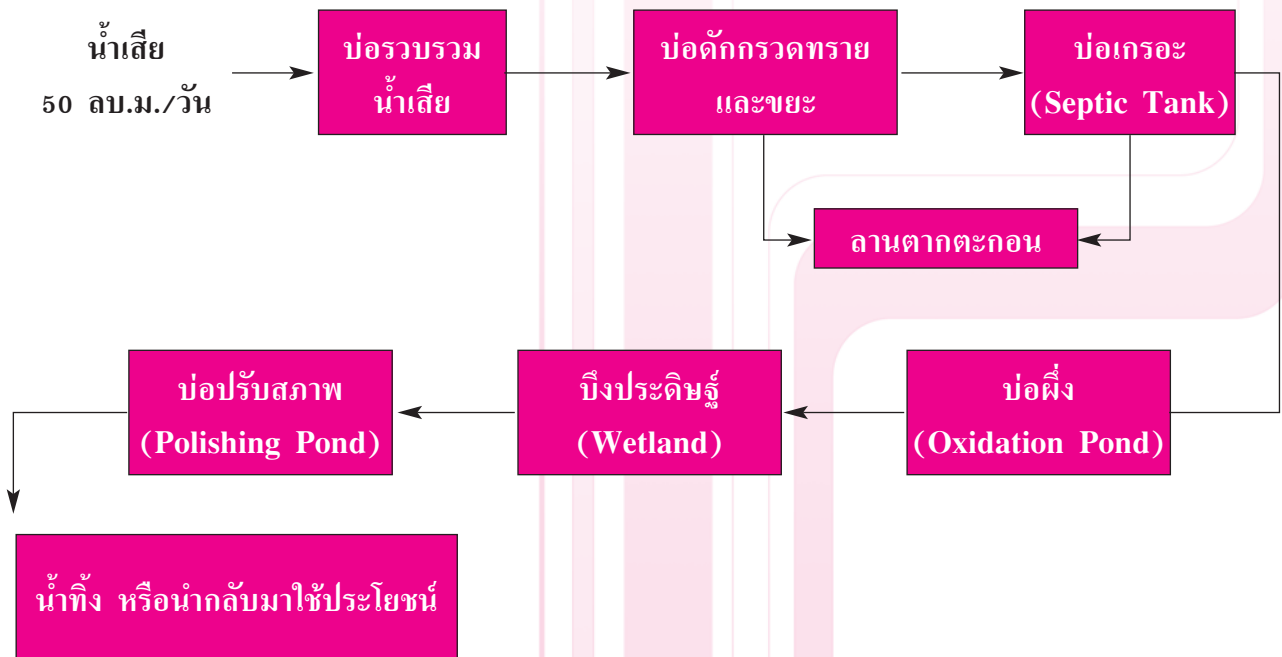 น้ำเสีย
50 ลบ.ม./วัน
บ่อรวบรวม
น้ำเสีย
บ่อดักกรวดทราย
และขยะ
บ่อเกรอะ
(Septic Tank)
ลานตากตะกอน
บ่อปรับสภาพ
(Polishing Pond)
บึงประดิษฐ์
(Wetland)
บ่อผึ่ง
(Oxidation Pond)
น้ำทิ้ง หรือนำกลับมาใช้ประโยชน์